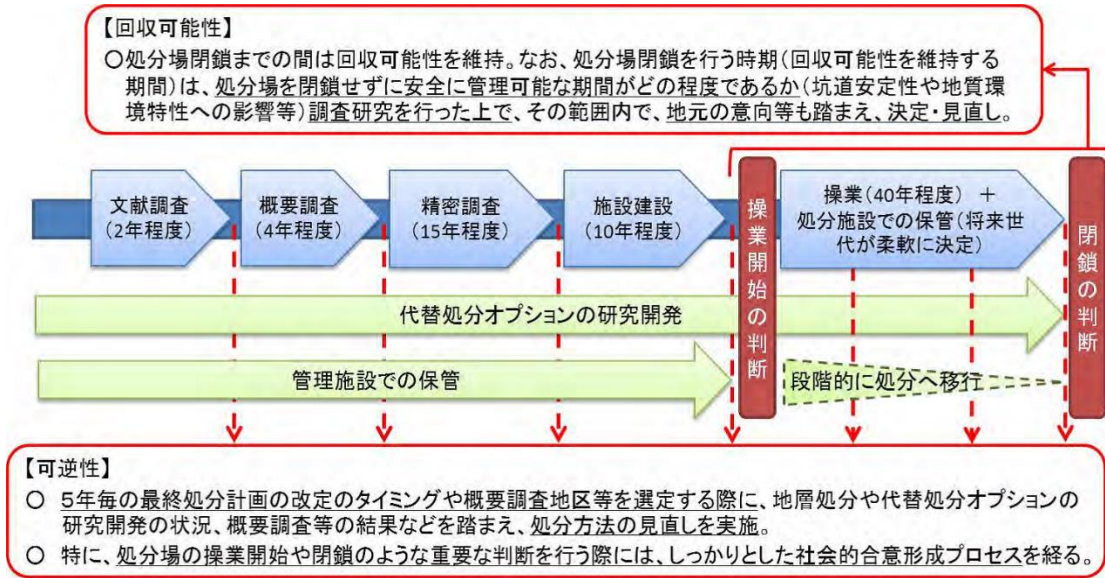 【回収可能性】
○処分場閉鎖までの間は回収可能性を維持。なお、処分場閉鎖を行う時期(回収可能性を維持する
期間)は、処分場を閉鎖せずに安全に管理可能な期間がどの程度であるか(坑道安定性や地質環
境特性への影響等)調査研究を行った上で、その範囲内で、地元の意向等も踏まえ、決定・見直し。
文献調査
(2年程度)
概要調査
(4年程度)
精密調査
(15年程度)
施設建設
(10年程度)
操業開始の判断
操業(40年程度) +
処分施設での保管(将来世
代が柔軟に決定)
閉鎖の判断
代替処分オプションの研究開発
管理施設での保管
段階的に処分へ移行
【可逆性】
○ 5年毎の最終処分計画の改定のタイミングや概要調査地区等を選定する際に、地層処分や代替処分オプションの
研究開発の状況、概要調査等の結果などを踏まえ、処分方法の見直しを実施。
○ 特に、処分場の操業開始や閉鎖のような重要な判断を行う際には、しっかりとした社会的合意形成プロセスを経る。